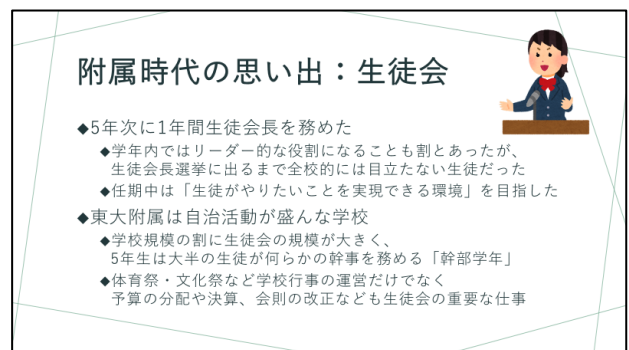 附属時代の思い出：生徒会
◆5年次に1年間生徒会長を務めた
◆学年内ではリーダー的な役割になることも割とあったが、
生徒会長選挙に出るまで全校的には目立たない生徒だった
◆任期中は「生徒がやりたいことを実現できる環境」を目指した
◆東大附属は自治活動が盛んな学校
◆学校規模の割に生徒会の規模が大きく、
5年生は大半の生徒が何らかの幹事を務める「幹部学年」
◆体育祭・文化祭など学校行事の運営だけでなく
予算の分配や決算、会則の改正なども生徒会の重要な仕事